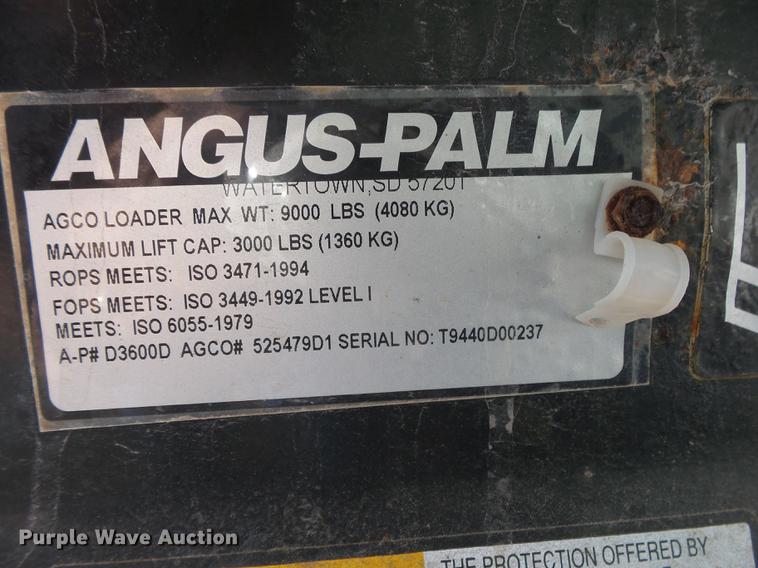 ANGUS-PALM
WATERTOWN, SD 57201
AGCO LOADER MAX WT: 9000 LBS (4080 KG)
MAXIMUM LIFT CAP: 3000 LBS (1360 KG)
ROPS MEETS: ISO 3471-1994
FOPS MEETS: ISO 3449-1992 LEVEL I
MEETS: ISO 6055-1979
A-P# D3600D AGCO# 525479D1 SERIAL NO: T9440D00237
THE PROTECTION OFFERED BY
Purple Wave Auction